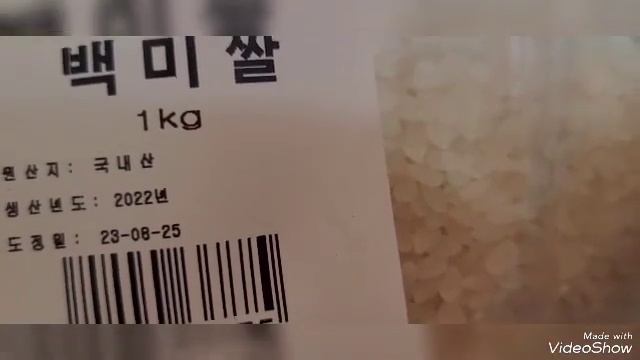 백미쌀
1kg
원산지: 국내산
생산년도: 2022년
도정일: 23-08-25
Made with
VideoShow